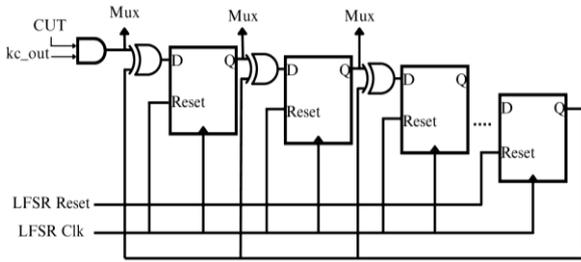 Mux Mux Mux
CUT
kc_out
D Q D Q D Q D Q
Reset Reset Reset Reset
....
LFSR Reset
LFSR Clk